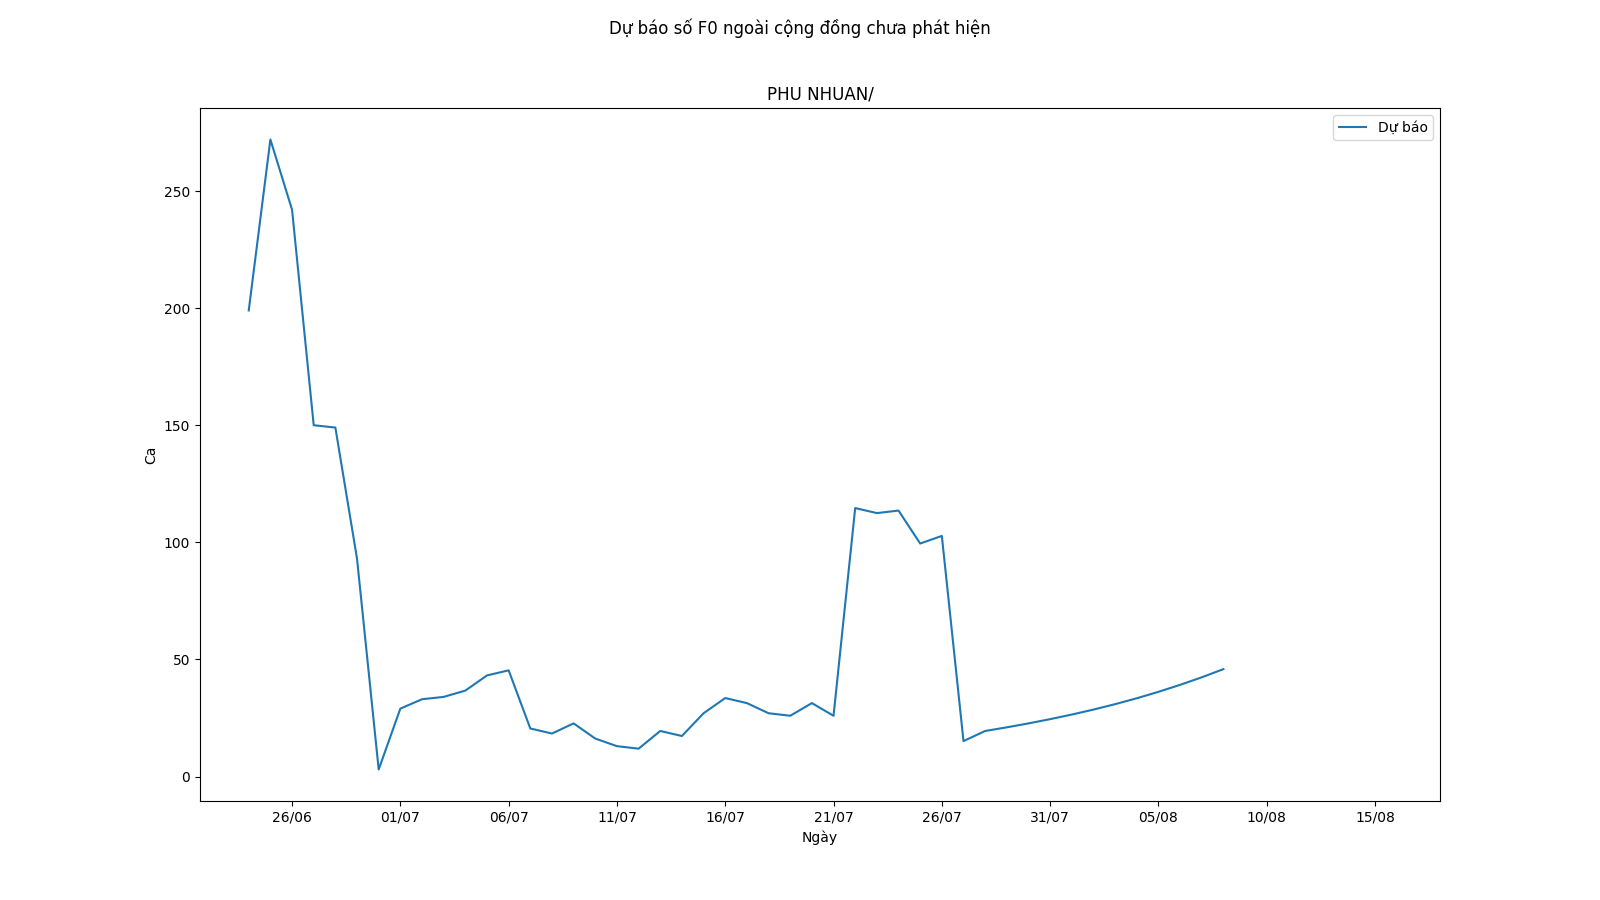 Dự báo số F0 ngoài cộng đồng chưa phát hiện
PHU NHUAN/
Dự báo
250
200
150
100
50
0
Ca
26/06 01/07 06/07 11/07 16/07 21/07 26/07 31/07 05/08 10/08 15/08
Ngày